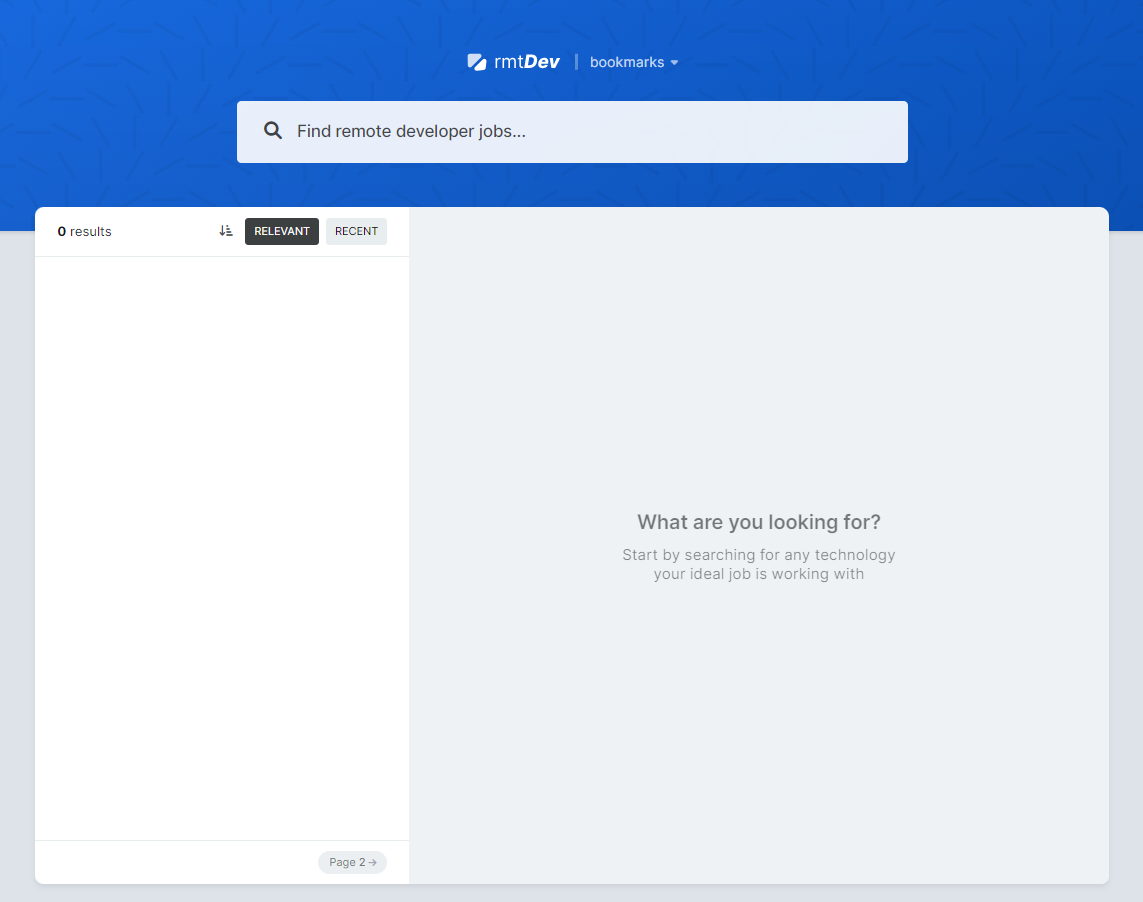 rmtDev | bookmarks
Find remote developer jobs...
0 results RELEVANT RECENT
What are you looking for?
Start by searching for any technology
your ideal job is working with
Page 2 →